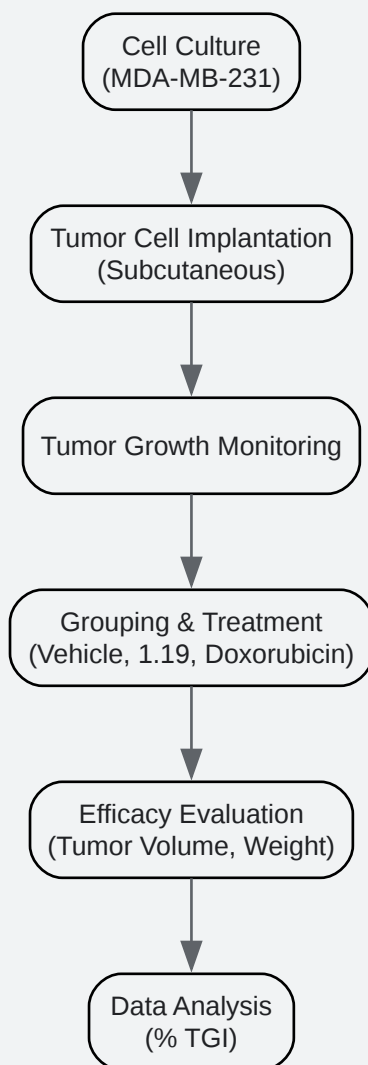 Cell Culture
(MDA-MB-231)
Tumor Cell Implantation
(Subcutaneous)
Tumor Growth Monitoring
Grouping & Treatment
(Vehicle, 1.19, Doxorubicin)
Efficacy Evaluation
(Tumor Volume, Weight)
Data Analysis
(% TGI)